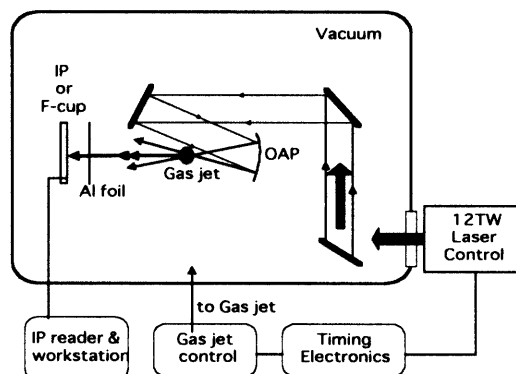 Vacuum
IP
or
F-cup
OAP
Gas jet
Al foil
12TW
Laser
Control
to Gas jet
IP reader &
workstation
Gas jet
control
Timing
Electronics